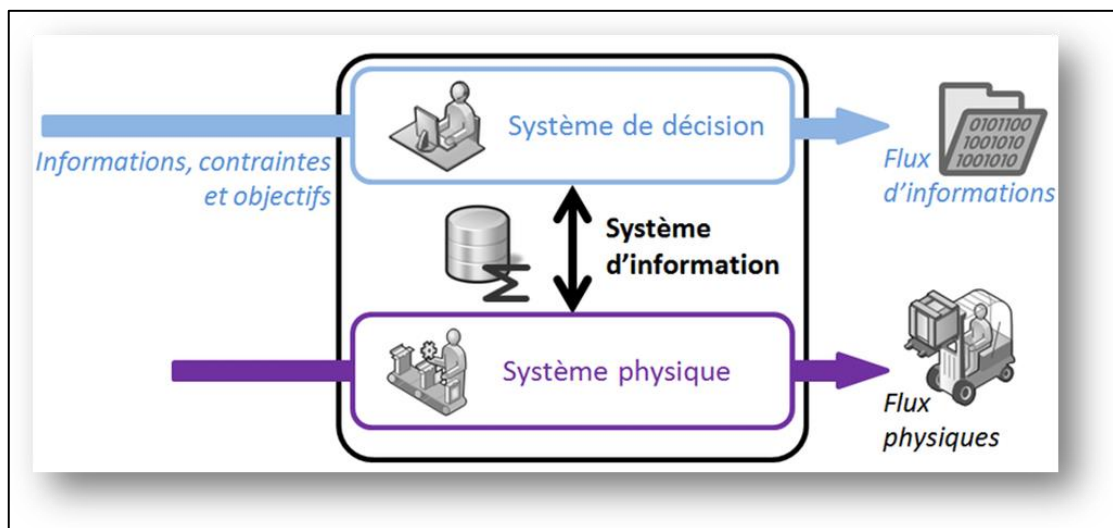 Système de décision
Informations, contraintes
et objectifs
0101100
1001010
1001010
Flux
d'informations
Système
d'information
Système physique
Flux
physiques